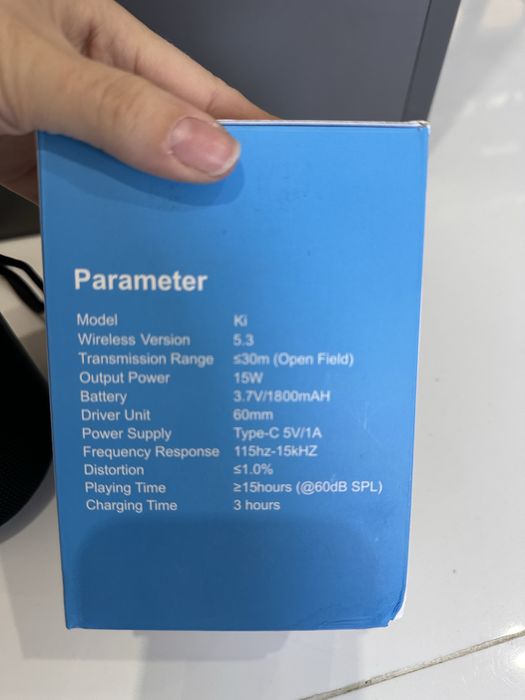 Parameter
Model Ki
Wireless Version 5.3
Transmission Range ≤30m (Open Field)
Output Power 15W
Battery 3.7V/1800mAH
Driver Unit 60mm
Power Supply Type-C 5V/1A
Frequency Response 115hz-15kHZ
Distortion ≤1.0%
Playing Time ≥15hours (@60dB SPL)
Charging Time 3 hours